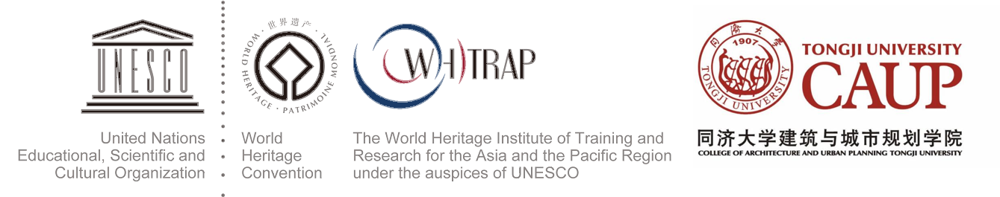 UNESCO
United Nations
Educational, Scientific and
Cultural Organization
· 世界遗产 ·
WORLD HERITAGE · PATRIMOINE MONDIAL
World
Heritage
Convention
WHITRAP
The World Heritage Institute of Training and
Research for the Asia and the Pacific Region
under the auspices of UNESCO
同济大学
1907
TONGJI UNIVERSITY
TONGJI UNIVERSITY
CAUP
同济大学建筑与城市规划学院
COLLEGE OF ARCHITECTURE AND URBAN PLANNING TONGJI UNIVERSITY